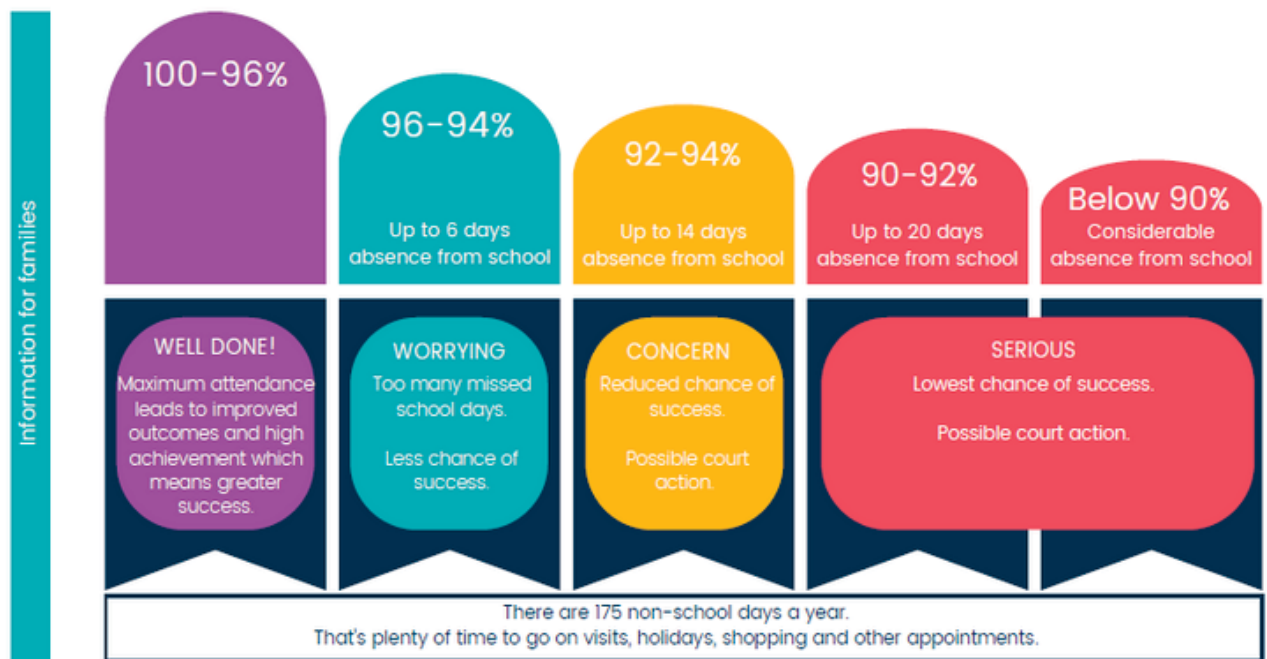 Information for families
100-96%
96-94%
Up to 6 days
absence from school
92-94%
Up to 14 days
absence from school
90-92%
Up to 20 days
absence from school
Below 90%
Considerable
absence from school
WELL DONE!
Maximum attendance
leads to improved
outcomes and high
achievement which
means greater
success.
WORRYING
Too many missed
school days.
Less chance of
success.
CONCERN
Reduced chance of
success.
Possible court
action.
SERIOUS
Lowest chance of success.
Possible court action.
There are 175 non-school days a year.
That's plenty of time to go on visits, holidays, shopping and other appointments.